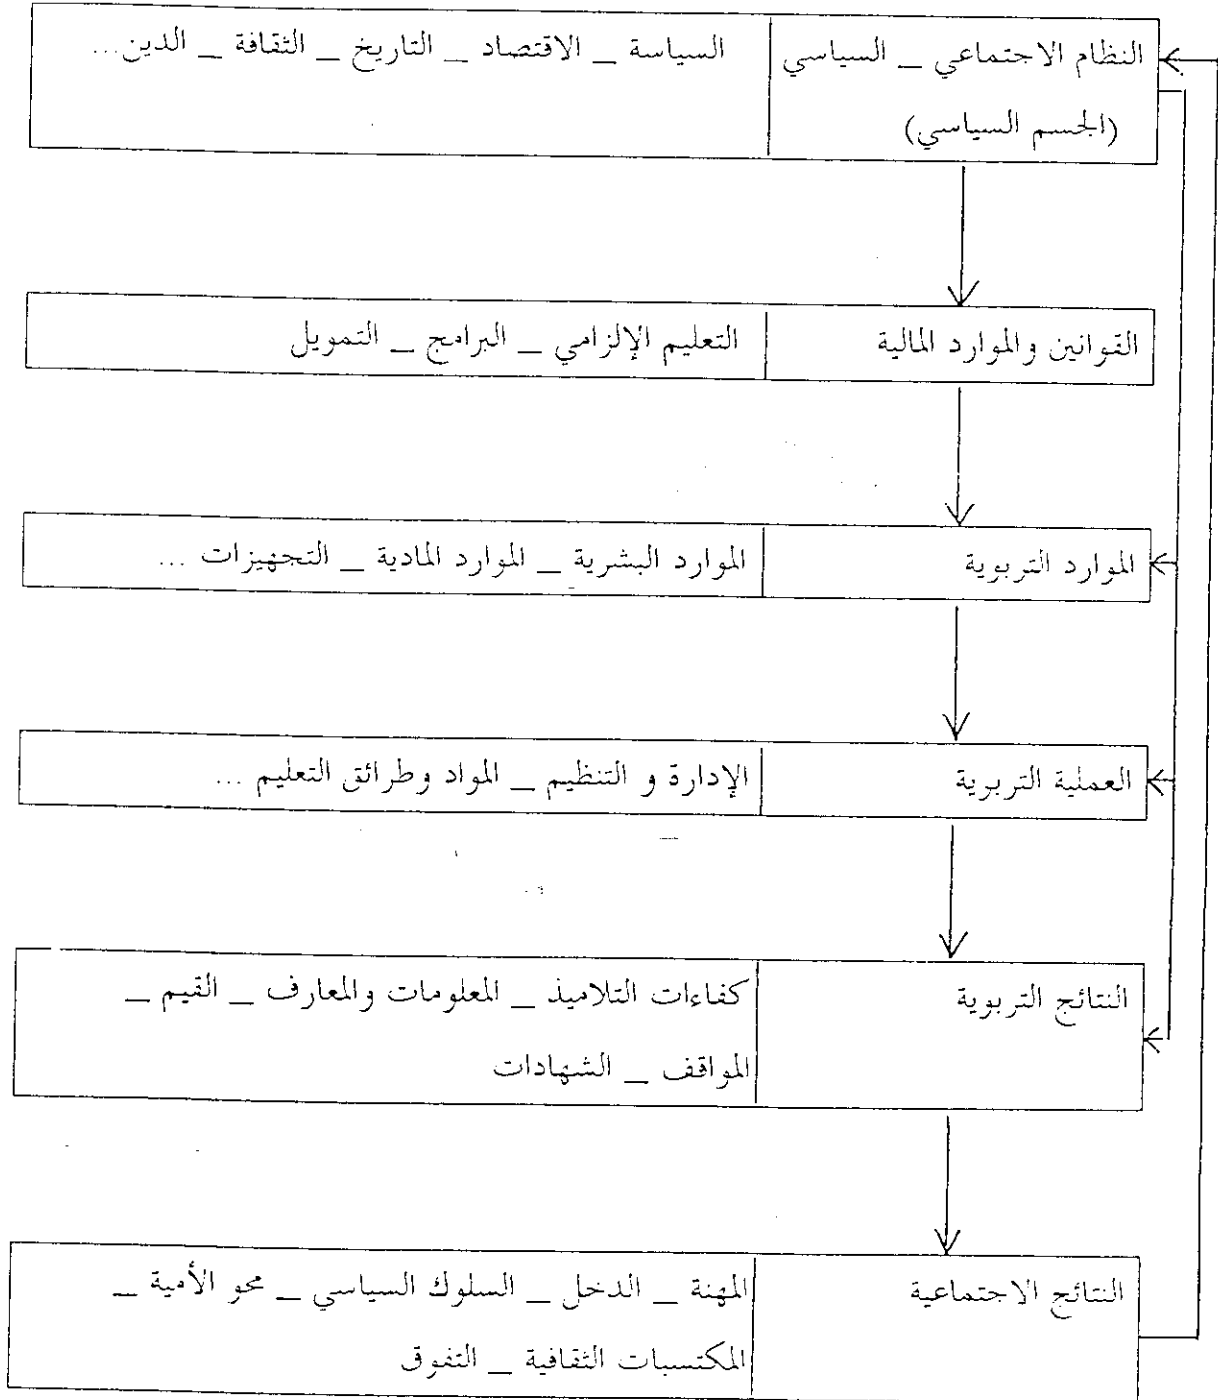 النظام الاجتماعي _ السياسي
(الجسم السياسي)
السياسة _ الاقتصاد _ التاريخ _ الثقافة _ الدين...
القوانين والموارد المالية
التعليم الإلزامي _ البرامج _ التمويل
الموارد التربوية
الموارد البشرية _ الموارد المادية _ التجهيزات ...
العملية التربوية
الإدارة و التنظيم _ المواد وطرائق التعليم ...
النتائج التربوية
كفاءات التلاميذ _ المعلومات والمعارف _ القيم _
المواقف _ الشهادات
النتائج الاجتماعية
المهنة _ الدخل _ السلوك السياسي _ محو الأمية _
المكتسبات الثقافية _ التفوق